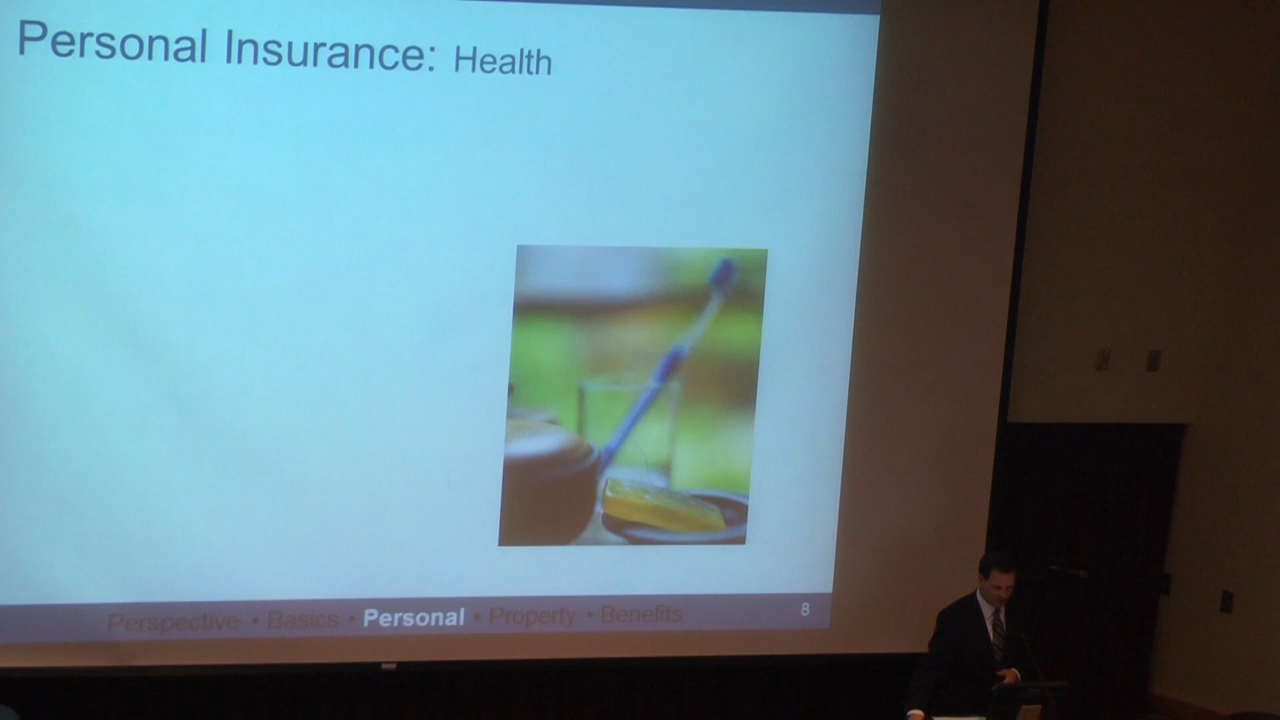 Personal Insurance: Health
Perspective • Basics • Personal • Property • Benefits
8